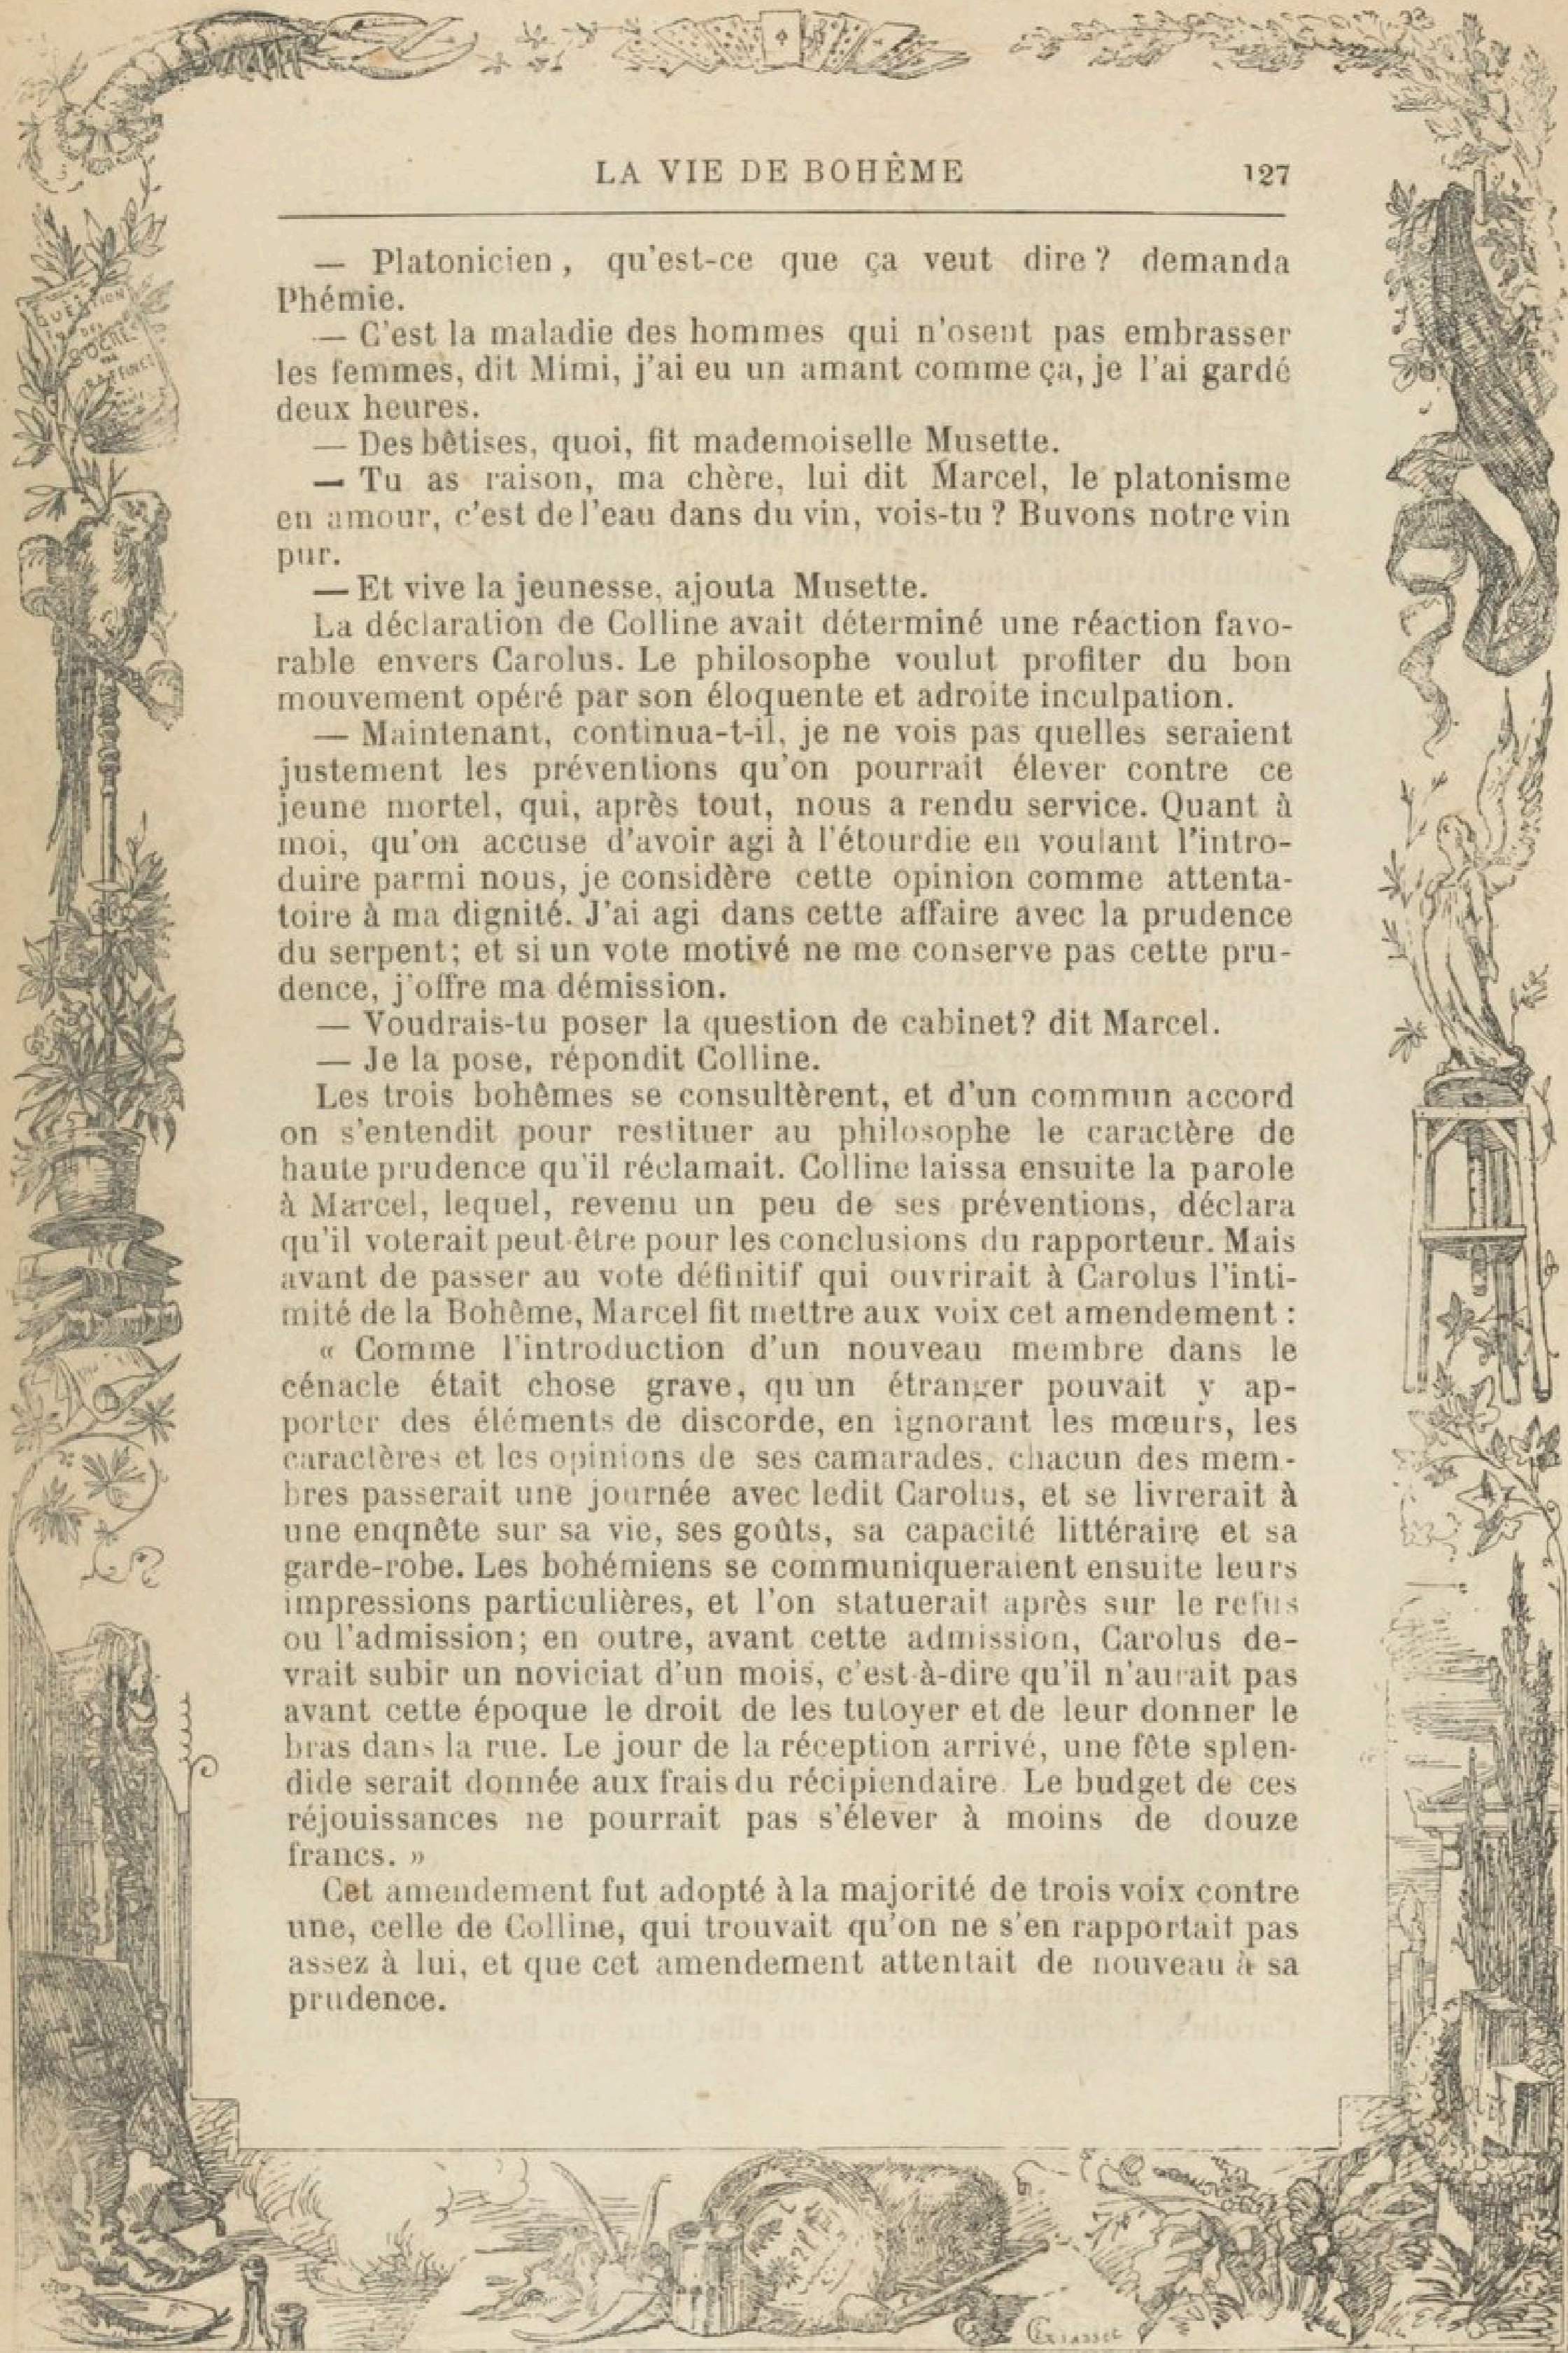 LA VIE DE BOHÊME 127
— Platonicien, qu'est-ce que ça veut dire? demanda
Phémie.
— C'est la maladie des hommes qui n'osent pas embrasser
les femmes, dit Mimi, j'ai eu un amant comme ça, je l'ai gardé
deux heures.
— Des bêtises, quoi, fit mademoiselle Musette.
— Tu as raison, ma chère, lui dit Marcel, le platonisme
en amour, c'est de l'eau dans du vin, vois-tu? Buvons notre vin
pur.
— Et vive la jeunesse, ajouta Musette.
La déclaration de Colline avait déterminé une réaction favo-
rable envers Carolus. Le philosophe voulut profiter du bon
mouvement opéré par son éloquente et adroite inculpation.
— Maintenant, continua-t-il, je ne vois pas quelles seraient
justement les préventions qu'on pourrait élever contre ce
jeune mortel, qui, après tout, nous a rendu service. Quant à
moi, qu'on accuse d'avoir agi à l'étourdie en voulant l'intro-
duire parmi nous, je considère cette opinion comme attenta-
toire à ma dignité. J'ai agi dans cette affaire avec la prudence
du serpent; et si un vote motivé ne me conserve pas cette pru-
dence, j'offre ma démission.
— Voudrais-tu poser la question de cabinet? dit Marcel.
— Je la pose, répondit Colline.
Les trois bohêmes se consultèrent, et d'un commun accord
on s'entendit pour restituer au philosophe le caractère de
haute prudence qu'il réclamait. Colline laissa ensuite la parole
à Marcel, lequel, revenu un peu de ses préventions, déclara
qu'il voterait peut-être pour les conclusions du rapporteur. Mais
avant de passer au vote définitif qui ouvrirait à Carolus l'inti-
mité de la Bohême, Marcel fit mettre aux voix cet amendement :
« Comme l'introduction d'un nouveau membre dans le
cénacle était chose grave, qu'un étranger pouvait y ap-
porter des éléments de discorde, en ignorant les mœurs, les
caractères et les opinions de ses camarades, chacun des mem-
bres passerait une journée avec ledit Carolus, et se livrerait à
une enqnête sur sa vie, ses goûts, sa capacité littéraire et sa
garde-robe. Les bohémiens se communiqueraient ensuite leurs
impressions particulières, et l'on statuerait après sur le refus
ou l'admission; en outre, avant cette admission, Carolus de-
vrait subir un noviciat d'un mois, c'est-à-dire qu'il n'aurait pas
avant cette époque le droit de les tutoyer et de leur donner le
bras dans la rue. Le jour de la réception arrivé, une fête splen-
dide serait donnée aux frais du récipiendaire. Le budget de ces
réjouissances ne pourrait pas s'élever à moins de douze
francs. »
Cet amendement fut adopté à la majorité de trois voix contre
une, celle de Colline, qui trouvait qu'on ne s'en rapportait pas
assez à lui, et que cet amendement attentait de nouveau à sa
prudence.
QUESTION
DES